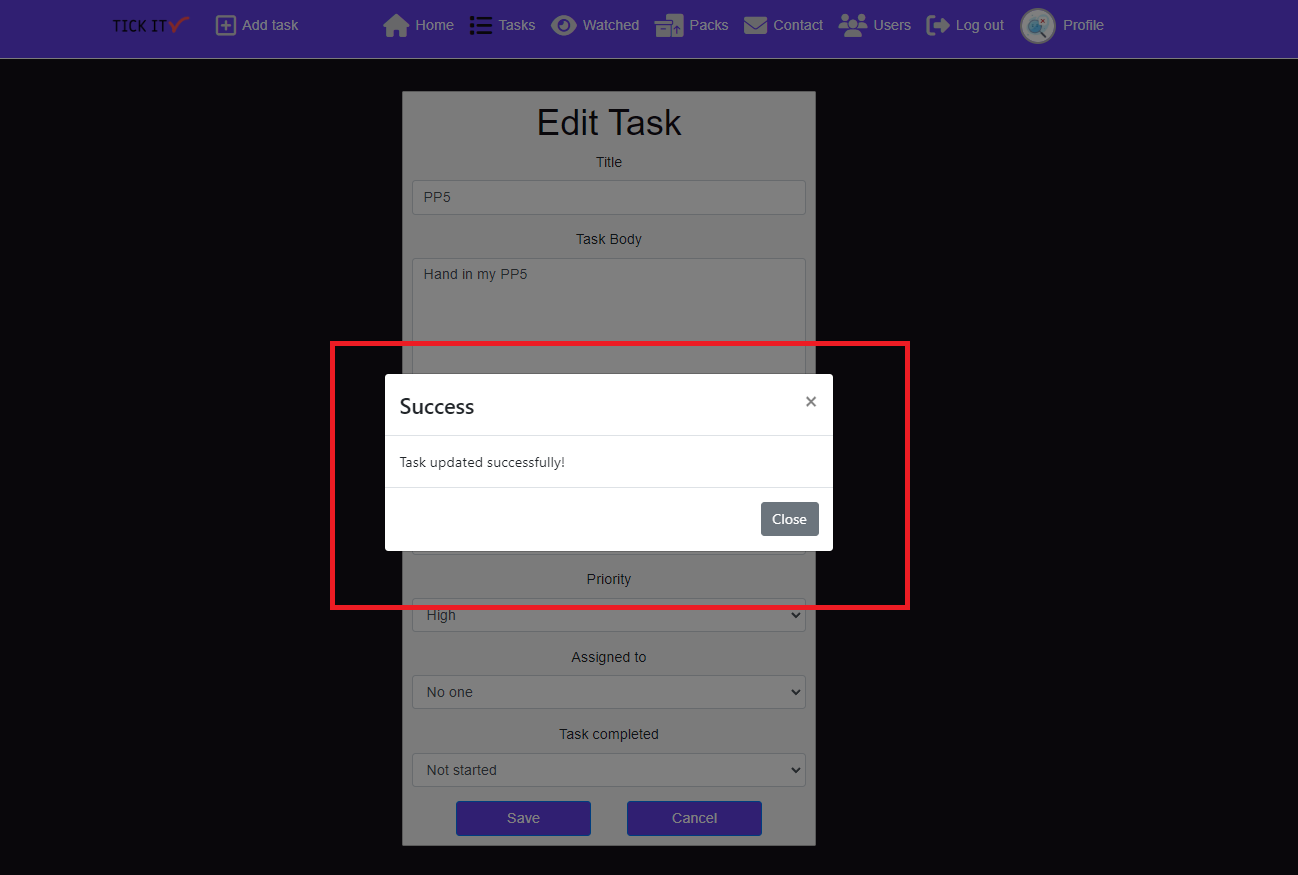 TICK IT Add task Home Tasks Watched Packs Contact Users Log out Profile
Edit Task
Title
PP5
Task Body
Hand in my PP5
Success ×
Task updated successfully!
Close
Priority
High
Assigned to
No one
Task completed
Not started
Save Cancel